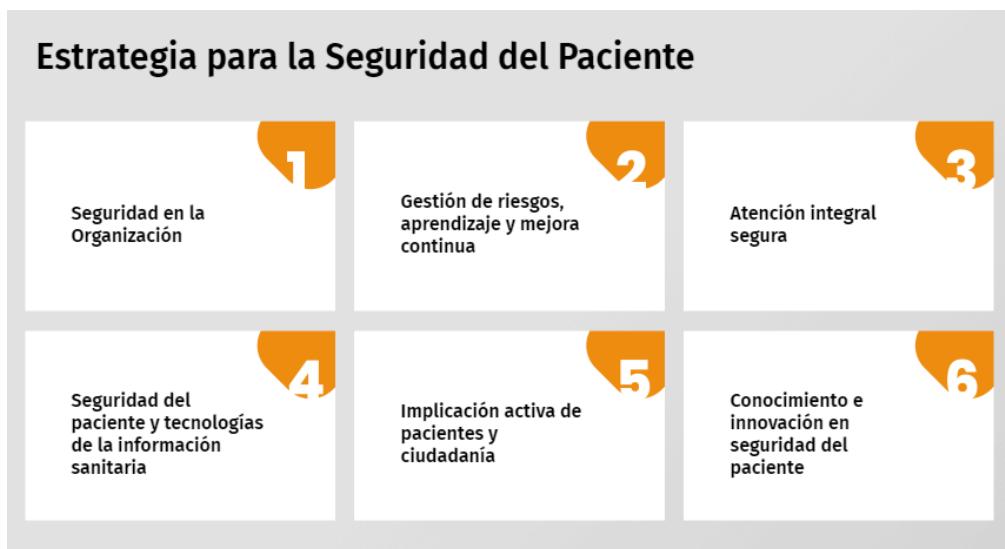 Estrategia para la Seguridad del Paciente
1
Seguridad en la
Organización
2
Gestión de riesgos,
aprendizaje y mejora
continua
3
Atención integral
segura
4
Seguridad del
paciente y tecnologías
de la información
sanitaria
5
Implicación activa de
pacientes y
ciudadanía
6
Conocimiento e
innovación en
seguridad del
paciente